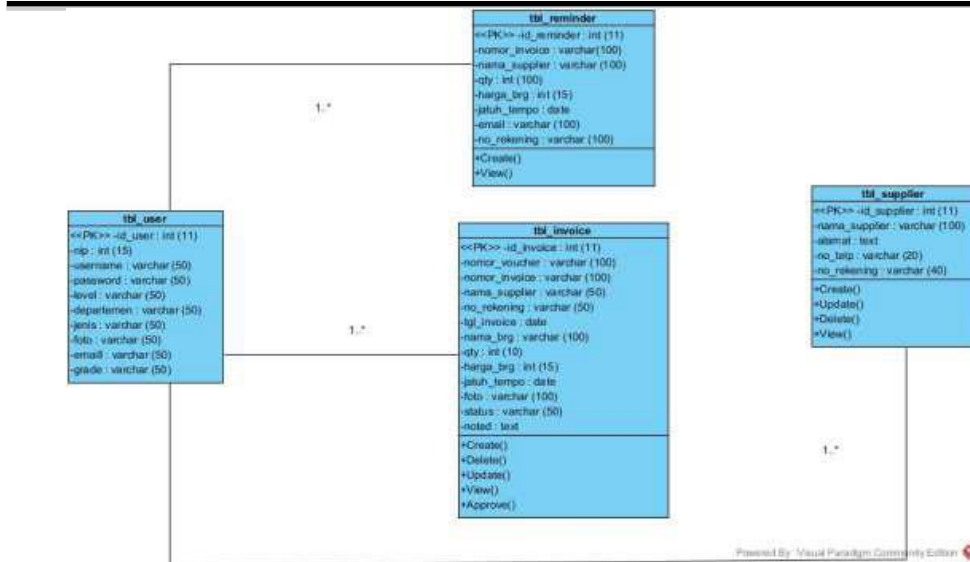 tbl_reminder
<<PK>> -id_reminder : int (11)
-nomor_invoice : varchar(100)
-nama_supplier : varchar (100)
-qty : int (100)
-harga_brg : int (15)
-jatuh_tempo : date
-email : varchar (100)
-no_rekening : varchar (100)
+Create()
+View()
1..*
tbl_user
<<PK>> -id_user : int (11)
-nip : int (15)
-username : varchar (50)
-password : varchar (50)
-level : varchar (50)
-departemen : varchar (50)
-jenis : varchar (50)
-foto : varchar (50)
-email : varchar (50)
-grade : varchar (50)
1..*
tbl_invoice
<<PK>> -id_invoice : int (11)
-nomor_voucher : varchar (100)
-nomor_invoice : varchar (100)
-nama_supplier : varchar (50)
-no_rekening : varchar (50)
-tgl_invoice : date
-nama_brg : varchar (100)
-qty : int (10)
-harga_brg : int (15)
-jatuh_tempo : date
-foto : varchar (100)
-status : varchar (50)
-noted : text
+Create()
+Delete()
+Update()
+View()
+Approve()
tbl_supplier
<<PK>> -id_supplier : int (11)
-nama_supplier : varchar (100)
-alamat : text
-no_telp : varchar (20)
-no_rekening : varchar (40)
+Create()
+Update()
+Delete()
+View()
1..*
Powered By Visual Paradigm Community Edition